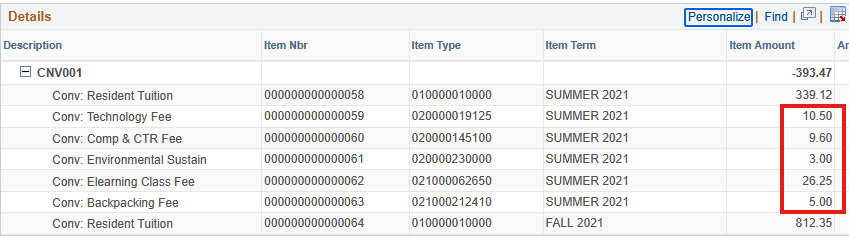 Details Personalize | Find | |
Description Item Nbr Item Type Item Term Item Amount
CNV001 -393.47
Conv: Resident Tuition 000000000000058 010000010000 SUMMER 2021 339.12
Conv: Technology Fee 000000000000059 020000019125 SUMMER 2021 10.50
Conv: Comp & CTR Fee 000000000000060 020000145100 SUMMER 2021 9.60
Conv: Environmental Sustain 000000000000061 020000230000 SUMMER 2021 3.00
Conv: Elearning Class Fee 000000000000062 021000062650 SUMMER 2021 26.25
Conv: Backpacking Fee 000000000000063 021000212410 SUMMER 2021 5.00
Conv: Resident Tuition 000000000000064 010000010000 FALL 2021 812.35